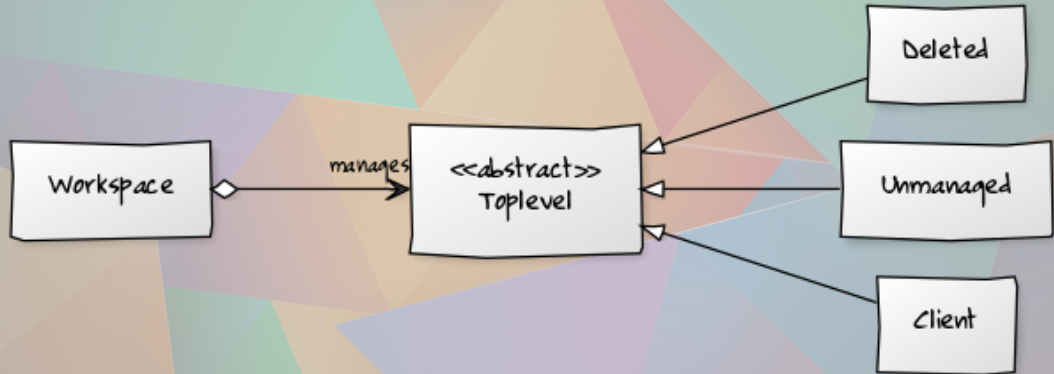 Deleted
manages
Workspace
<<abstract>>
Toplevel
Unmanaged
Client